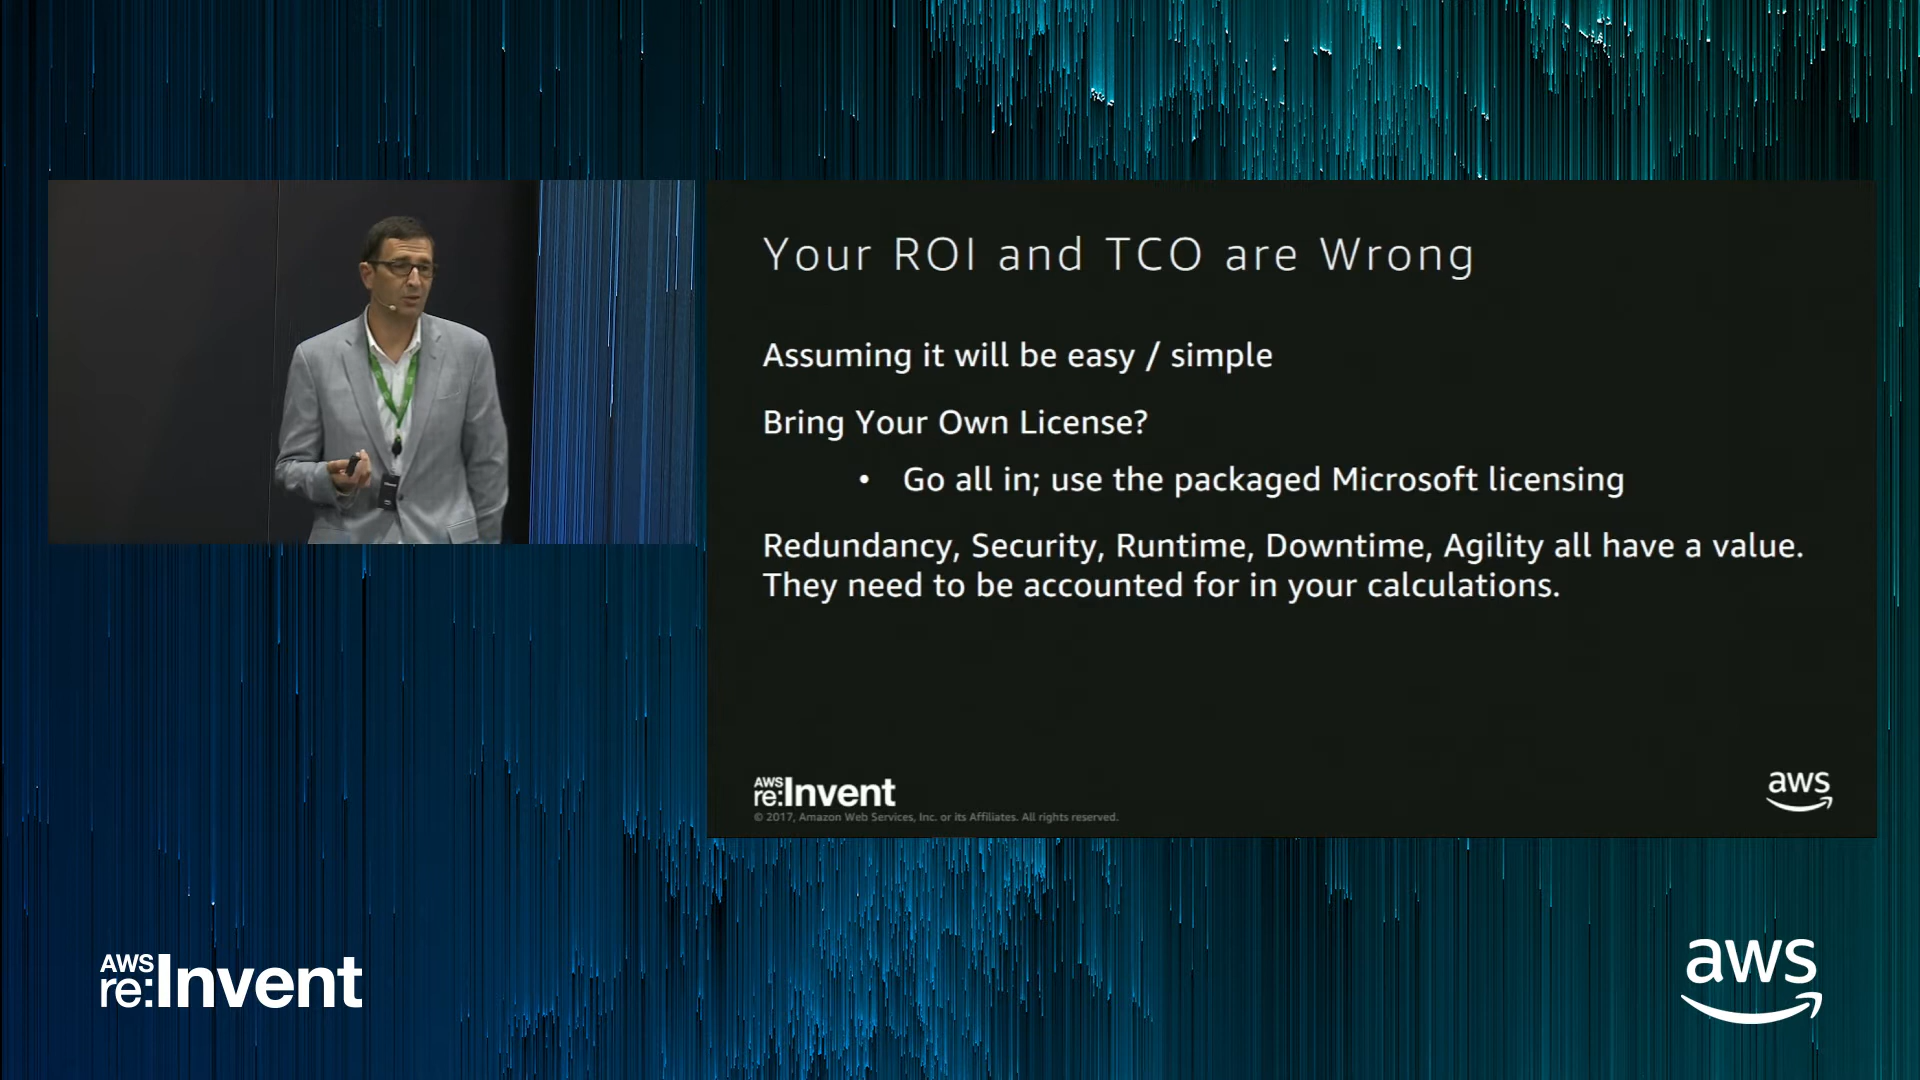 Your ROI and TCO are Wrong
Assuming it will be easy / simple
Bring Your Own License?
• Go all in; use the packaged Microsoft licensing
Redundancy, Security, Runtime, Downtime, Agility all have a value.
They need to be accounted for in your calculations.
AWS
re:Invent
© 2017, Amazon Web Services, Inc. or its Affiliates. All rights reserved.
aws
AWS
re:Invent
aws